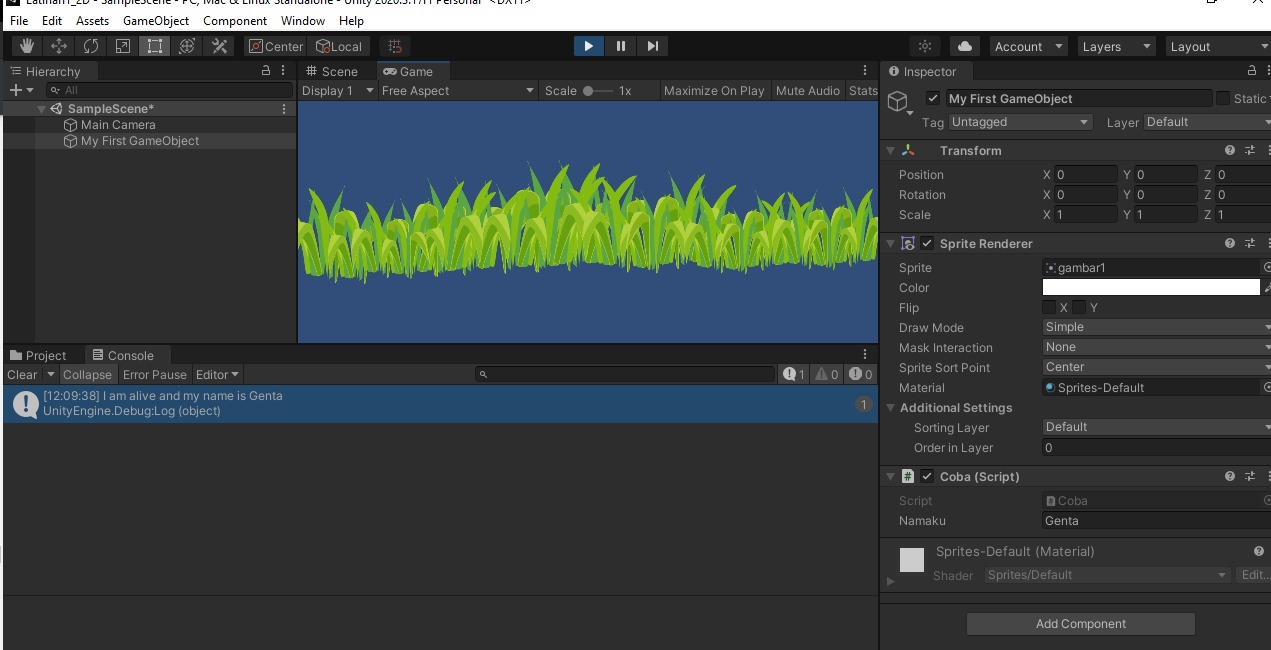 SampleScene - PC, Mac & Linux Standalone - Unity 2020.3.17f1 Personal <DX11>
File Edit Assets GameObject Component Window Help
Center Local Account Layers Layout
Hierarchy
All
SampleScene*
Main Camera
My First GameObject
Scene Game
Display 1 Free Aspect Scale 1x Maximize On Play Mute Audio Stats
Project Console
Clear Collapse Error Pause Editor 1 0 0
[12:09:38] I am alive and my name is Genta
UnityEngine.Debug:Log (object)
1
Inspector
My First GameObject Static
Tag Untagged Layer Default
Transform
Position X 0 Y 0 Z 0
Rotation X 0 Y 0 Z 0
Scale X 1 Y 1 Z 1
Sprite Renderer
Sprite gambar1
Color
Flip X Y
Draw Mode Simple
Mask Interaction None
Sprite Sort Point Center
Material Sprites-Default
Additional Settings
Sorting Layer Default
Order in Layer 0
# Coba (Script)
Script Coba
Namaku Genta
Sprites-Default (Material)
Shader Sprites/Default Edit...
Add Component